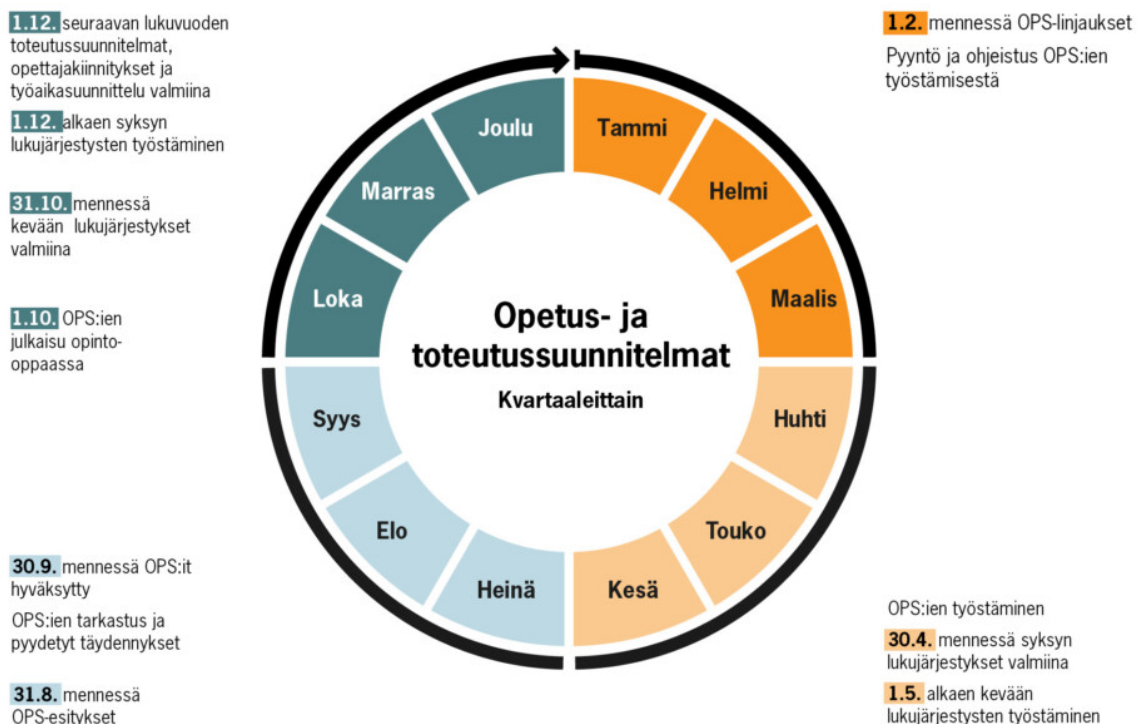 1.12. seuraavan lukuvuoden
toteutussuunnitelmat,
opettajakiinnitykset ja
työaikasuunnittelu valmiina
1.12. alkaen syksyn
lukujärjestysten työstäminen
31.10. mennessä
kevään lukujärjestykset
valmiina
1.10. OPS:ien
julkaisu opinto-
oppaassa
30.9. mennessä OPS:it
hyväksytty
OPS:ien tarkastus ja
pyydetyt täydennykset
31.8. mennessä
OPS-esitykset
Joulu
Marras
Loka
Syys
Elo
Heinä
Opetus- ja
toteutussuunnitelmat
Kvartaaleittain
Tammi
Helmi
Maalis
Huhti
Touko
Kesä
1.2. mennessä OPS-linjaukset
Pyyntö ja ohjeistus OPS:ien
työstämisestä
OPS:ien työstäminen
30.4. mennessä syksyn
lukujärjestykset valmiina
1.5. alkaen kevään
lukujärjestysten työstäminen